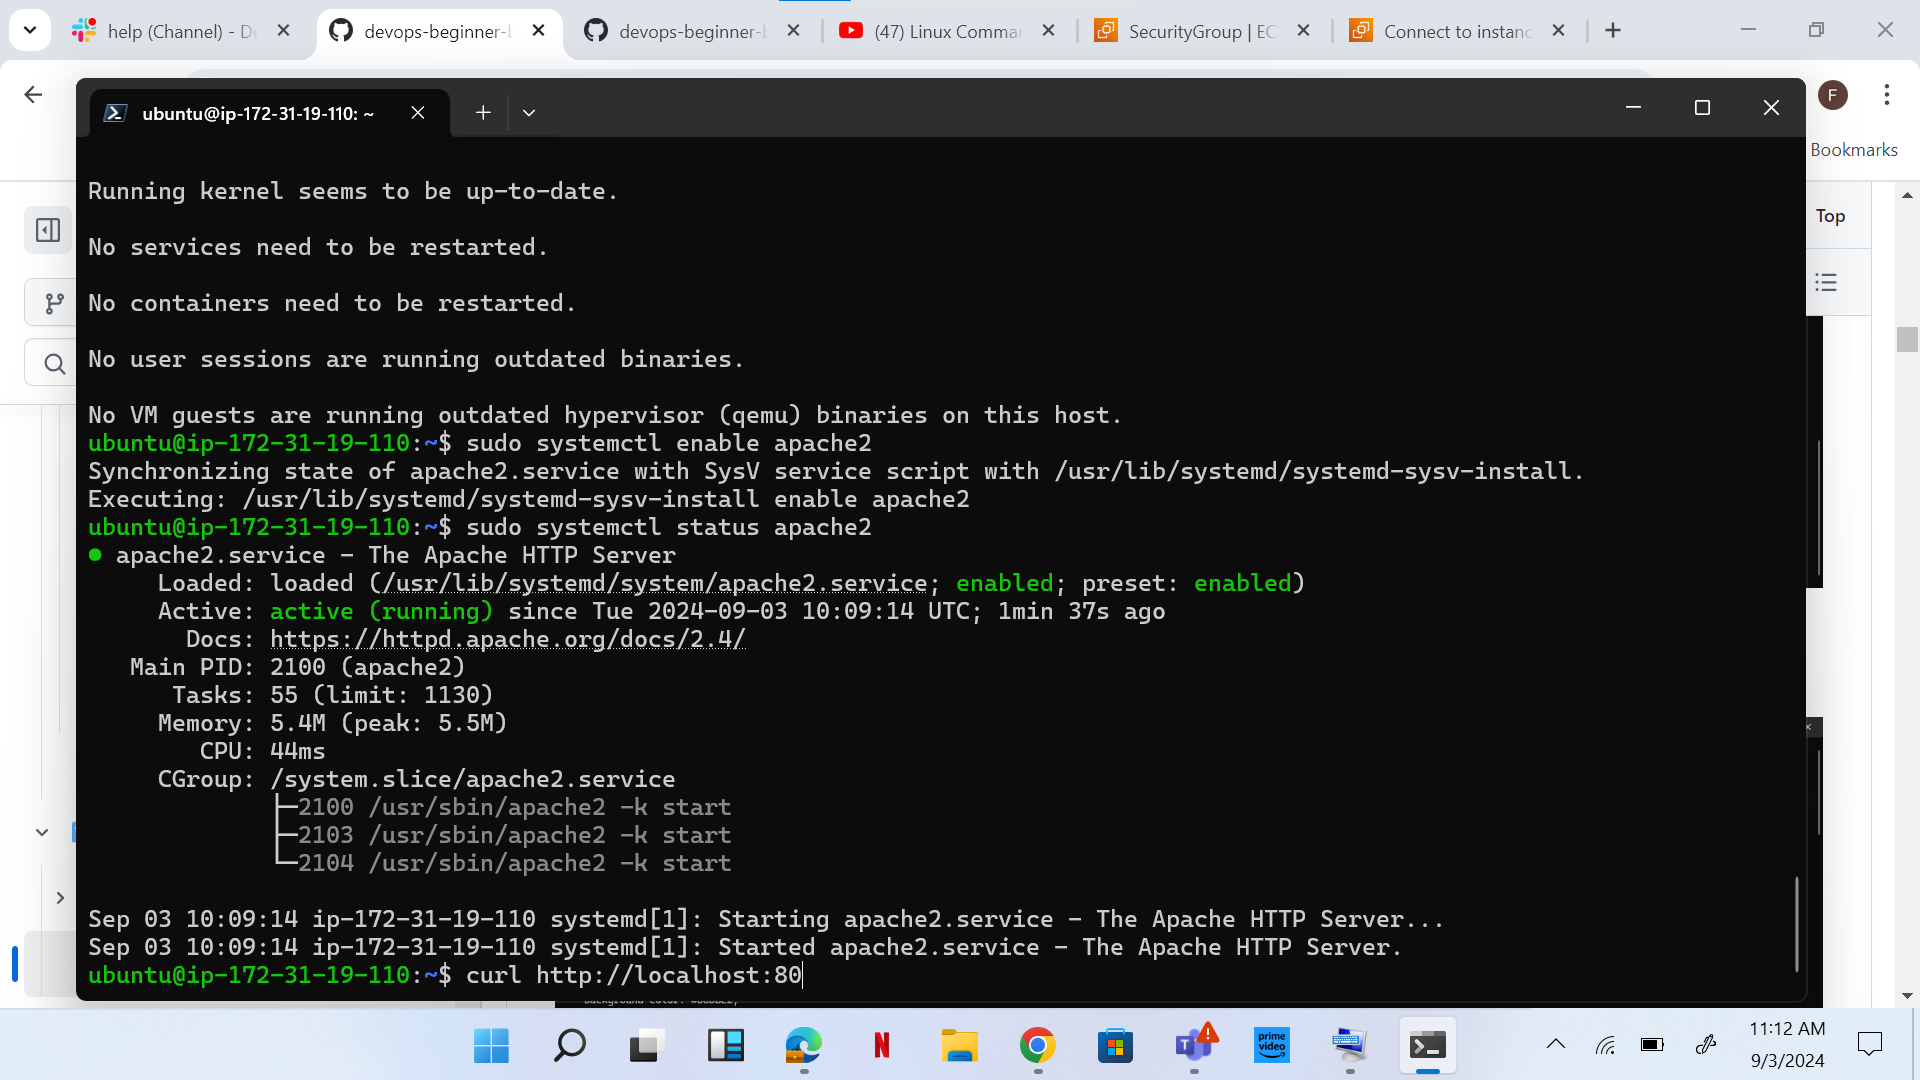 help (Channel) - De
devops-beginner-b
devops-beginner-b
(47) Linux Comman
SecurityGroup | EC
Connect to instanc
F
Bookmarks
Top
ubuntu@ip-172-31-19-110: ~
Running kernel seems to be up-to-date.
No services need to be restarted.
No containers need to be restarted.
No user sessions are running outdated binaries.
No VM guests are running outdated hypervisor (qemu) binaries on this host.
ubuntu@ip-172-31-19-110:~$ sudo systemctl enable apache2
Synchronizing state of apache2.service with SysV service script with /usr/lib/systemd/systemd-sysv-install.
Executing: /usr/lib/systemd/systemd-sysv-install enable apache2
ubuntu@ip-172-31-19-110:~$ sudo systemctl status apache2
● apache2.service - The Apache HTTP Server
Loaded: loaded (/usr/lib/systemd/system/apache2.service; enabled; preset: enabled)
Active: active (running) since Tue 2024-09-03 10:09:14 UTC; 1min 37s ago
Docs: https://httpd.apache.org/docs/2.4/
Main PID: 2100 (apache2)
Tasks: 55 (limit: 1130)
Memory: 5.4M (peak: 5.5M)
CPU: 44ms
CGroup: /system.slice/apache2.service
├─2100 /usr/sbin/apache2 -k start
├─2103 /usr/sbin/apache2 -k start
└─2104 /usr/sbin/apache2 -k start
Sep 03 10:09:14 ip-172-31-19-110 systemd[1]: Starting apache2.service - The Apache HTTP Server...
Sep 03 10:09:14 ip-172-31-19-110 systemd[1]: Started apache2.service - The Apache HTTP Server.
ubuntu@ip-172-31-19-110:~$ curl http://localhost:80
N
T
prime video
11:12 AM
9/3/2024